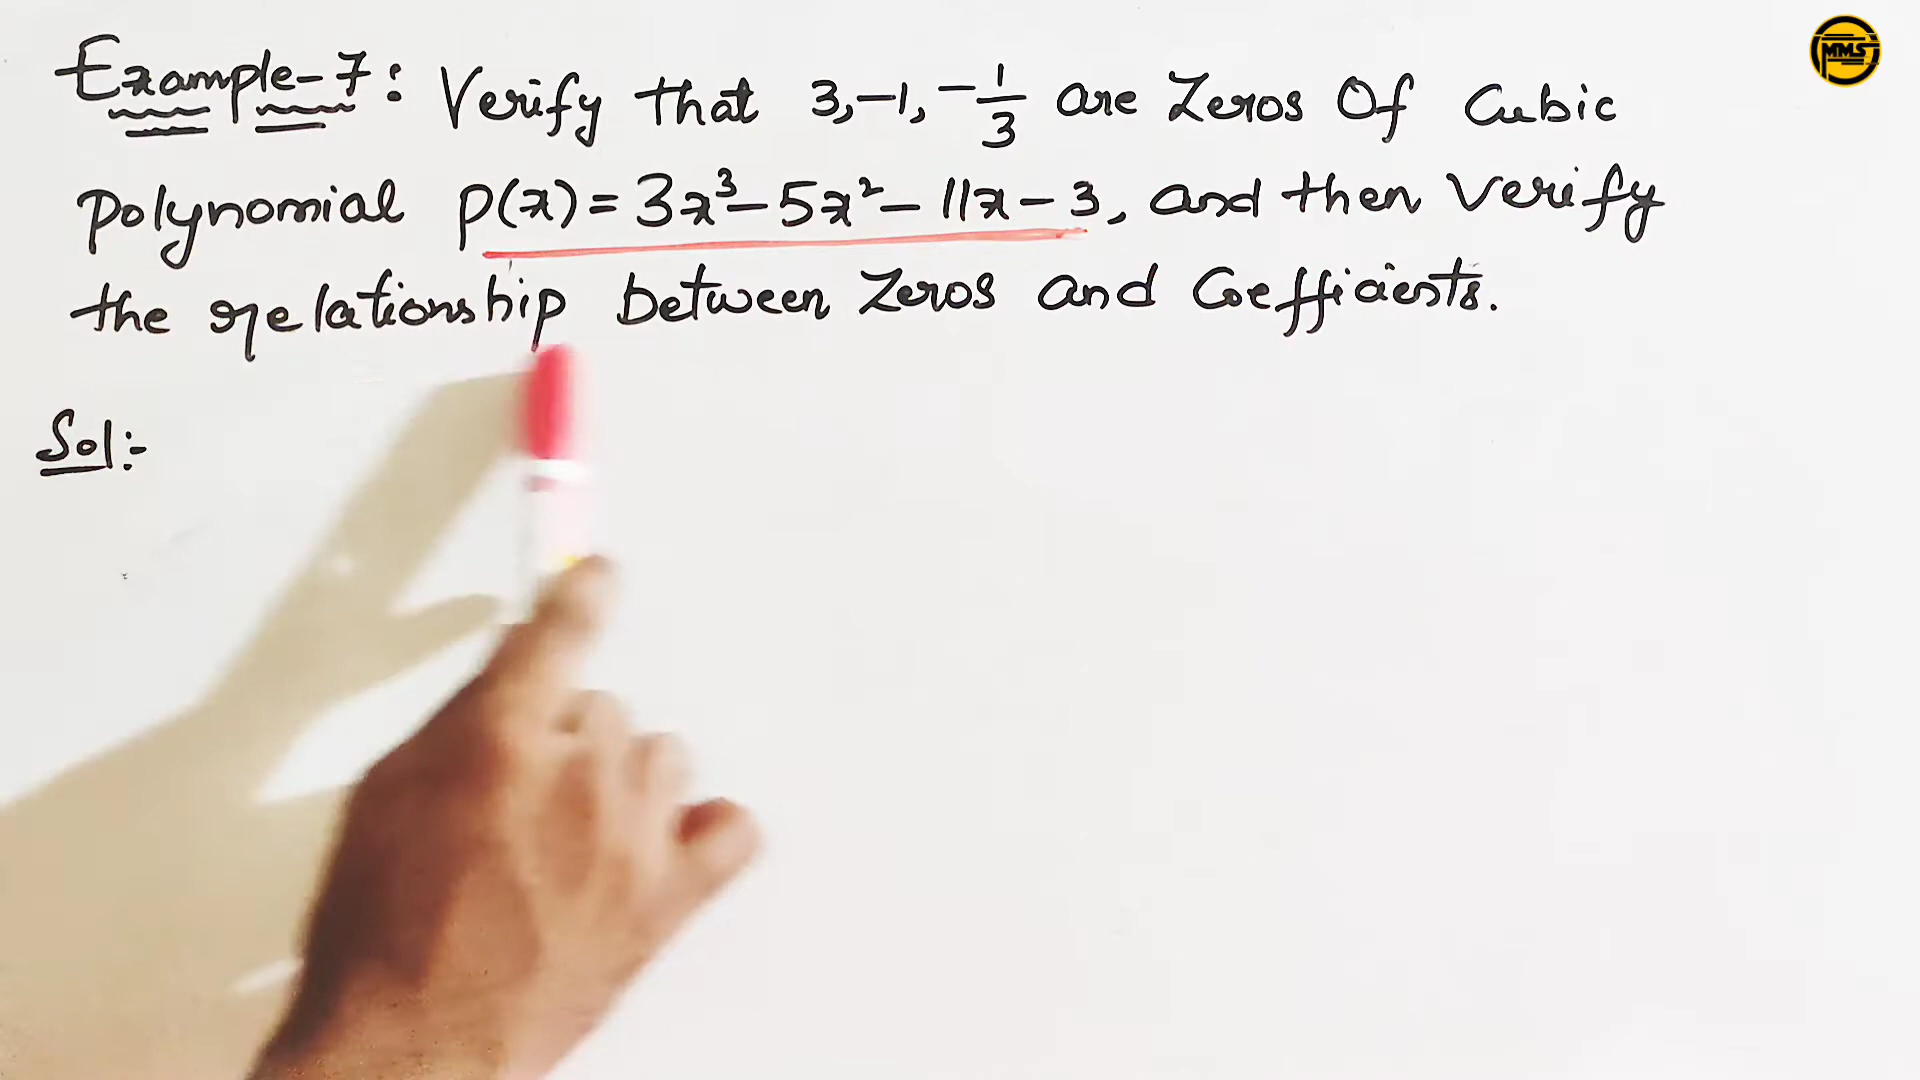 Example-7: Verify that 3, -1, -1/3 are Zeros Of Cubic
Polynomial p(x) = 3x³ - 5x² - 11x - 3, and then Verify
the relationship between Zeros and Coefficients.
Sol:-
MMS